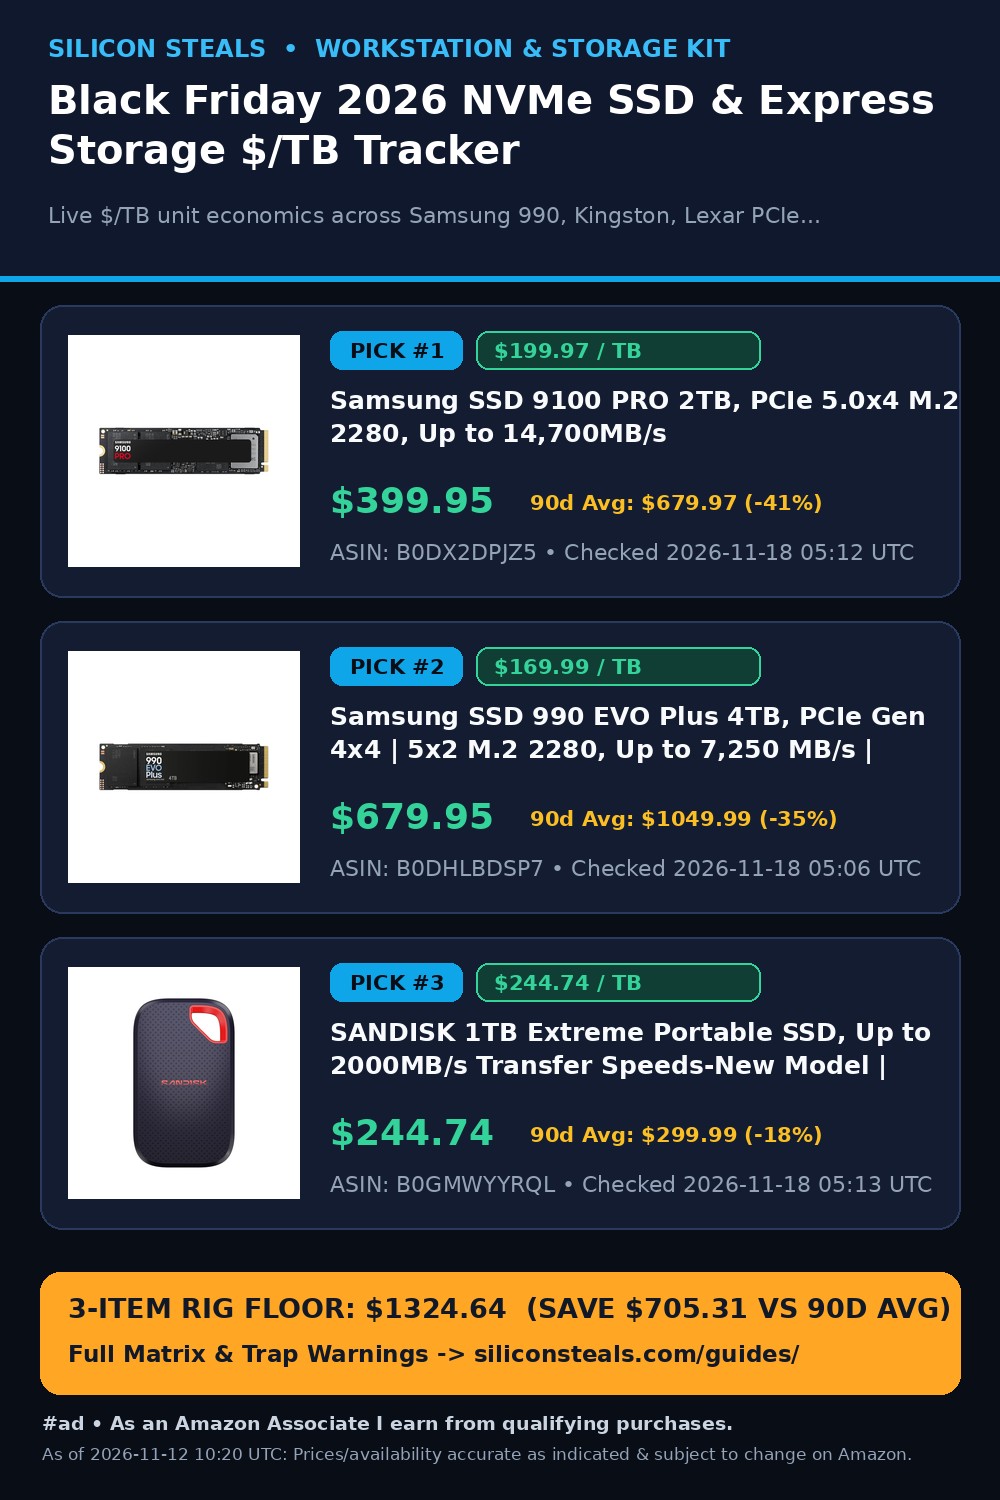 SILICON STEALS • WORKSTATION & STORAGE KIT
Black Friday 2026 NVMe SSD & Express
Storage $/TB Tracker
Live $/TB unit economics across Samsung 990, Kingston, Lexar PCIe...
PICK #1
$199.97 / TB
Samsung SSD 9100 PRO 2TB, PCIe 5.0x4 M.2
2280, Up to 14,700MB/s
$399.95
90d Avg: $679.97 (-41%)
ASIN: B0DX2DPJZ5 • Checked 2026-11-18 05:12 UTC
SAMSUNG
9100
PRO
PICK #2
$169.99 / TB
Samsung SSD 990 EVO Plus 4TB, PCIe Gen
4x4 | 5x2 M.2 2280, Up to 7,250 MB/s |
$679.95
90d Avg: $1049.99 (-35%)
ASIN: B0DHLBDSP7 • Checked 2026-11-18 05:06 UTC
SAMSUNG
990
EVO
Plus
4TB
PICK #3
$244.74 / TB
SANDISK 1TB Extreme Portable SSD, Up to
2000MB/s Transfer Speeds-New Model |
$244.74
90d Avg: $299.99 (-18%)
ASIN: B0GMWYYRQL • Checked 2026-11-18 05:13 UTC
SANDISK
3-ITEM RIG FLOOR: $1324.64 (SAVE $705.31 VS 90D AVG)
Full Matrix & Trap Warnings -> siliconsteals.com/guides/
#ad • As an Amazon Associate I earn from qualifying purchases.
As of 2026-11-12 10:20 UTC: Prices/availability accurate as indicated & subject to change on Amazon.